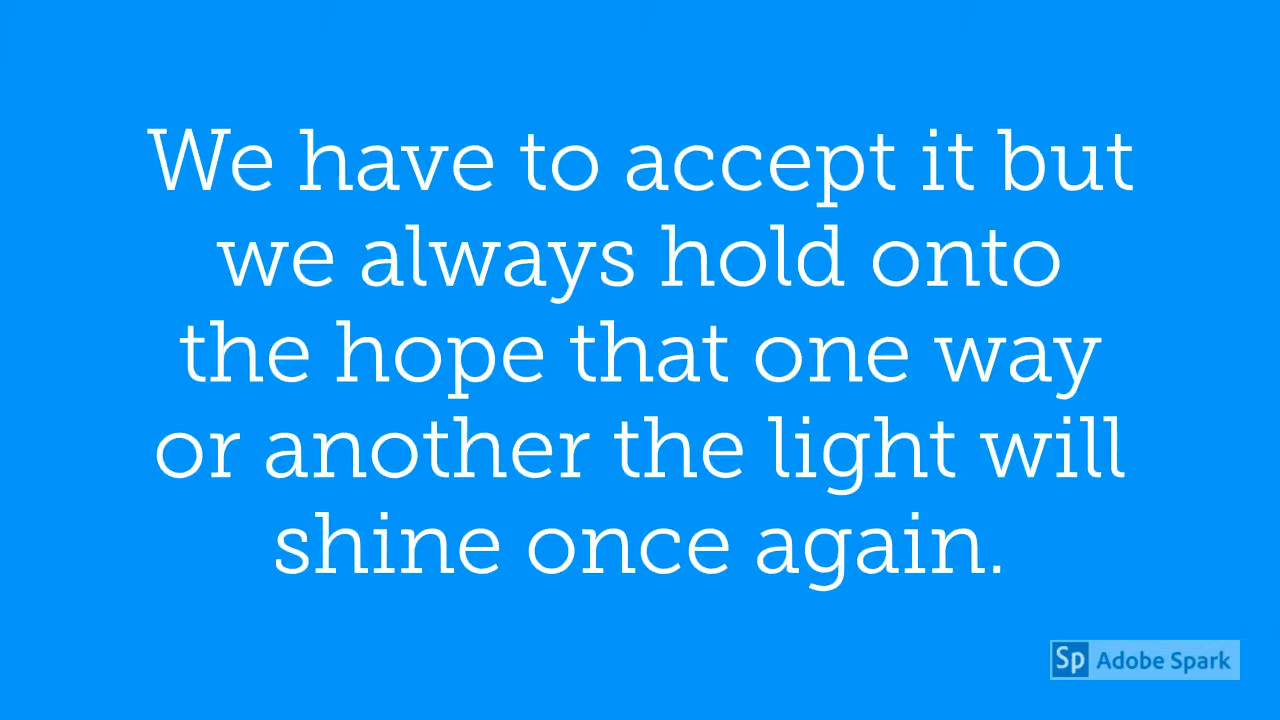 We have to accept it but
we always hold onto
the hope that one way
or another the light will
shine once again.
Sp Adobe Spark